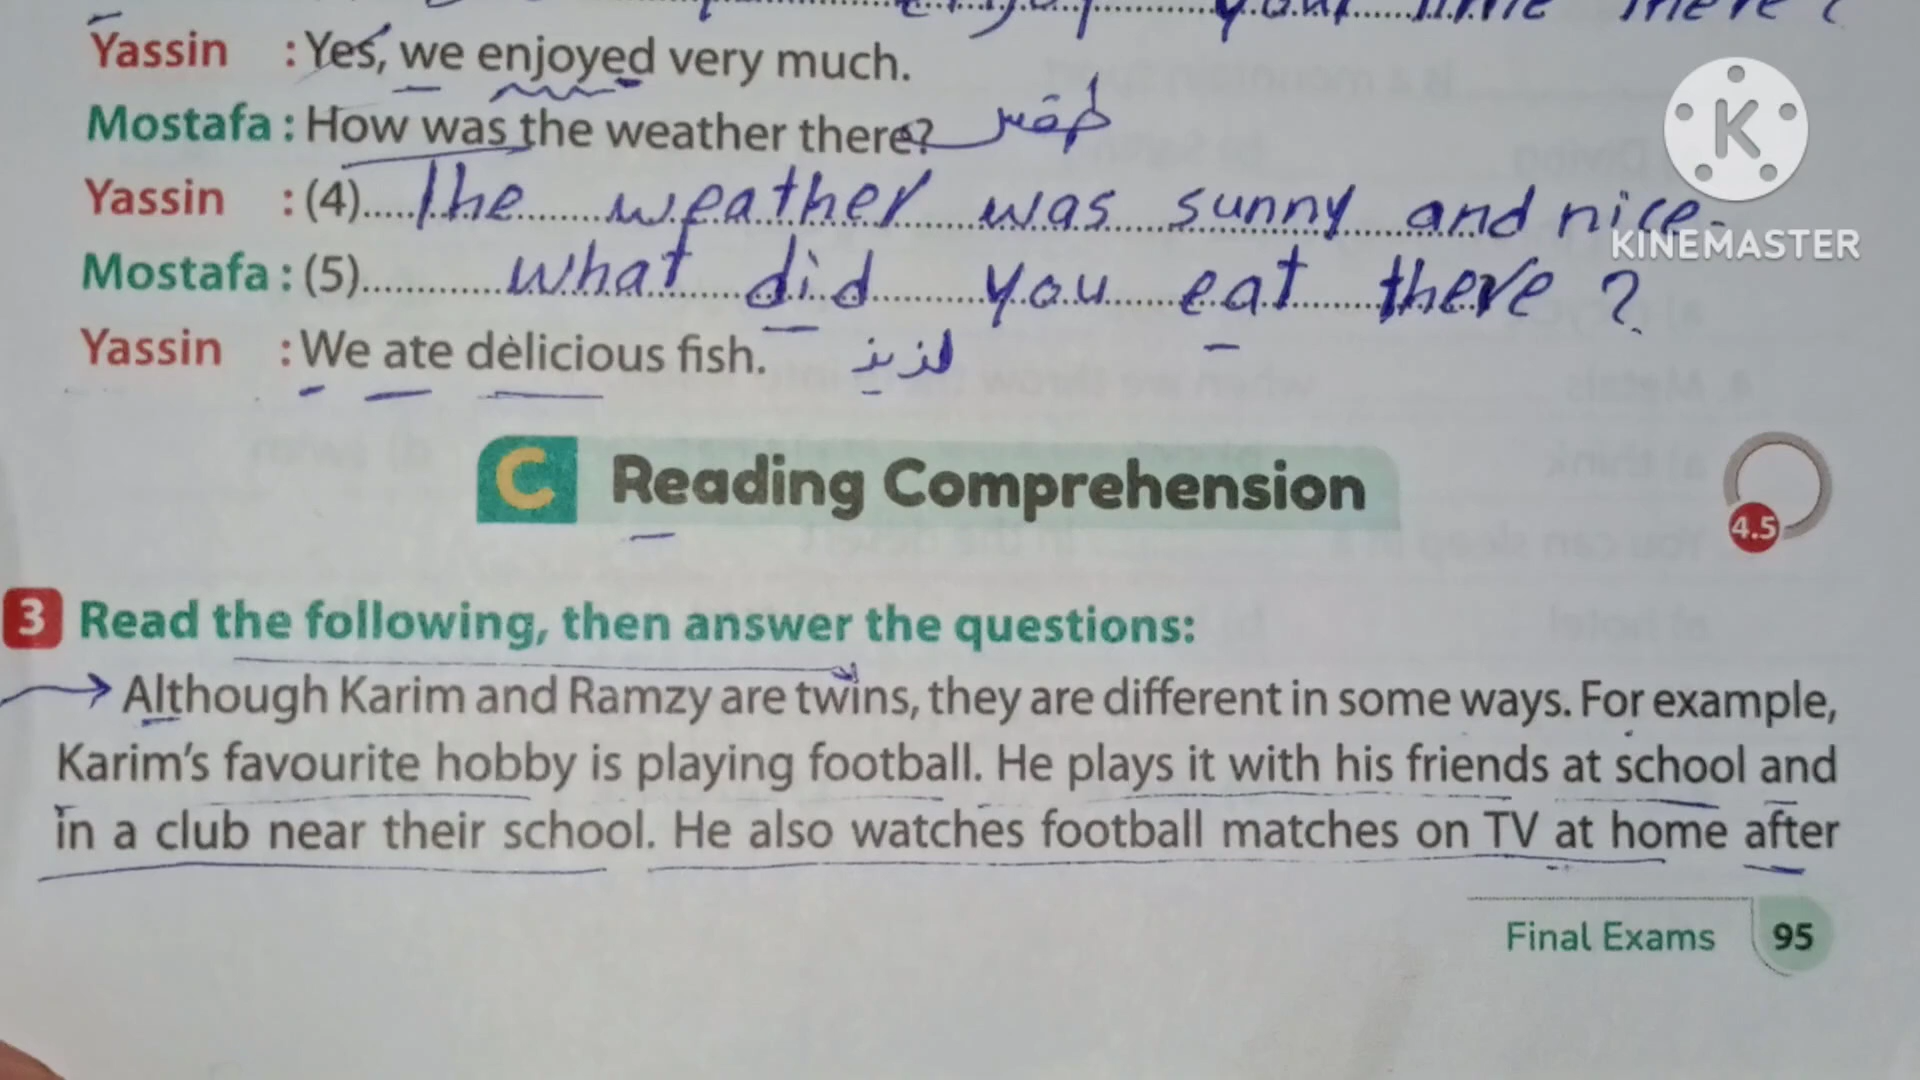 your time there?
Yassin : Yes, we enjoyed very much.
Mostafa : How was the weather there? طقس
Yassin : (4)..... The weather was sunny and nice.
KINEMASTER
Mostafa : (5)............ What did you eat there ?
Yassin : We ate delicious fish. لذيذ
C Reading Comprehension
4.5
3 Read the following, then answer the questions:
Although Karim and Ramzy are twins, they are different in some ways. For example,
Karim's favourite hobby is playing football. He plays it with his friends at school and
in a club near their school. He also watches football matches on TV at home after
Final Exams 95